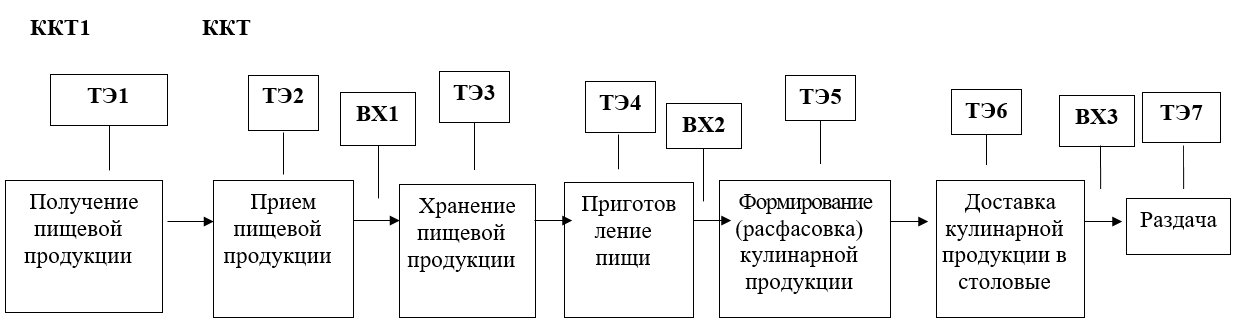 ККТ1 ККТ
ТЭ1
ТЭ2
ВХ1
ТЭ3
ТЭ4
ВХ2
ТЭ5
ТЭ6
ВХ3
ТЭ7
Получение
пищевой
продукции
Прием
пищевой
продукции
Хранение
пищевой
продукции
Приготов
ление
пищи
Формирование
(расфасовка)
кулинарной
продукции
Доставка
кулинарной
продукции в
столовые
Раздача